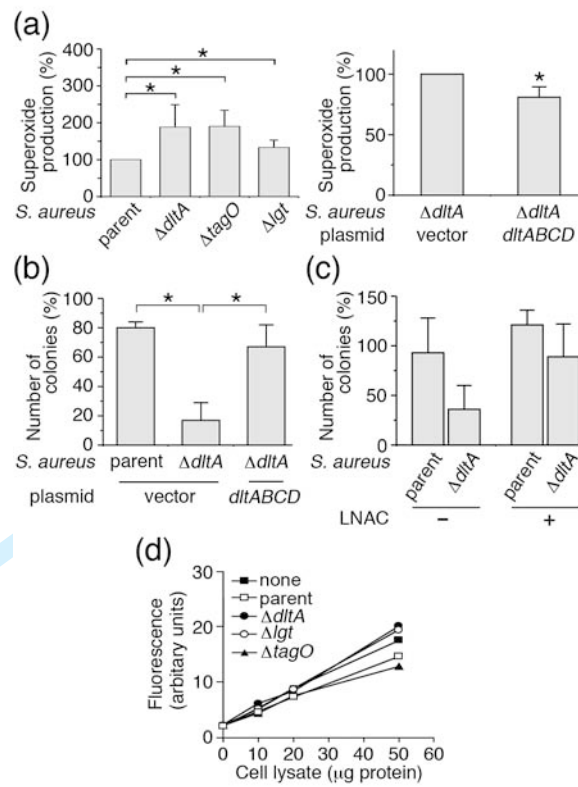 (a)
Superoxide production (%)
400
300
200
100
0
S. aureus
parent
ΔdltA
ΔtagO
Δlgt
*
*
*
Superoxide production (%)
100
75
50
25
0
*
S. aureus
ΔdltA
ΔdltA
plasmid
vector
dltABCD
(b)
Number of colonies (%)
100
80
60
40
20
0
*
*
S. aureus
parent
ΔdltA
ΔdltA
plasmid
vector
dltABCD
(c)
Number of colonies (%)
150
100
50
0
S. aureus
parent
ΔdltA
parent
ΔdltA
LNAC
−
+
(d)
Fluorescence (arbitary units)
30
20
10
0
none
parent
ΔdltA
Δlgt
ΔtagO
0 10 20 30 40 50 60
Cell lysate (μg protein)